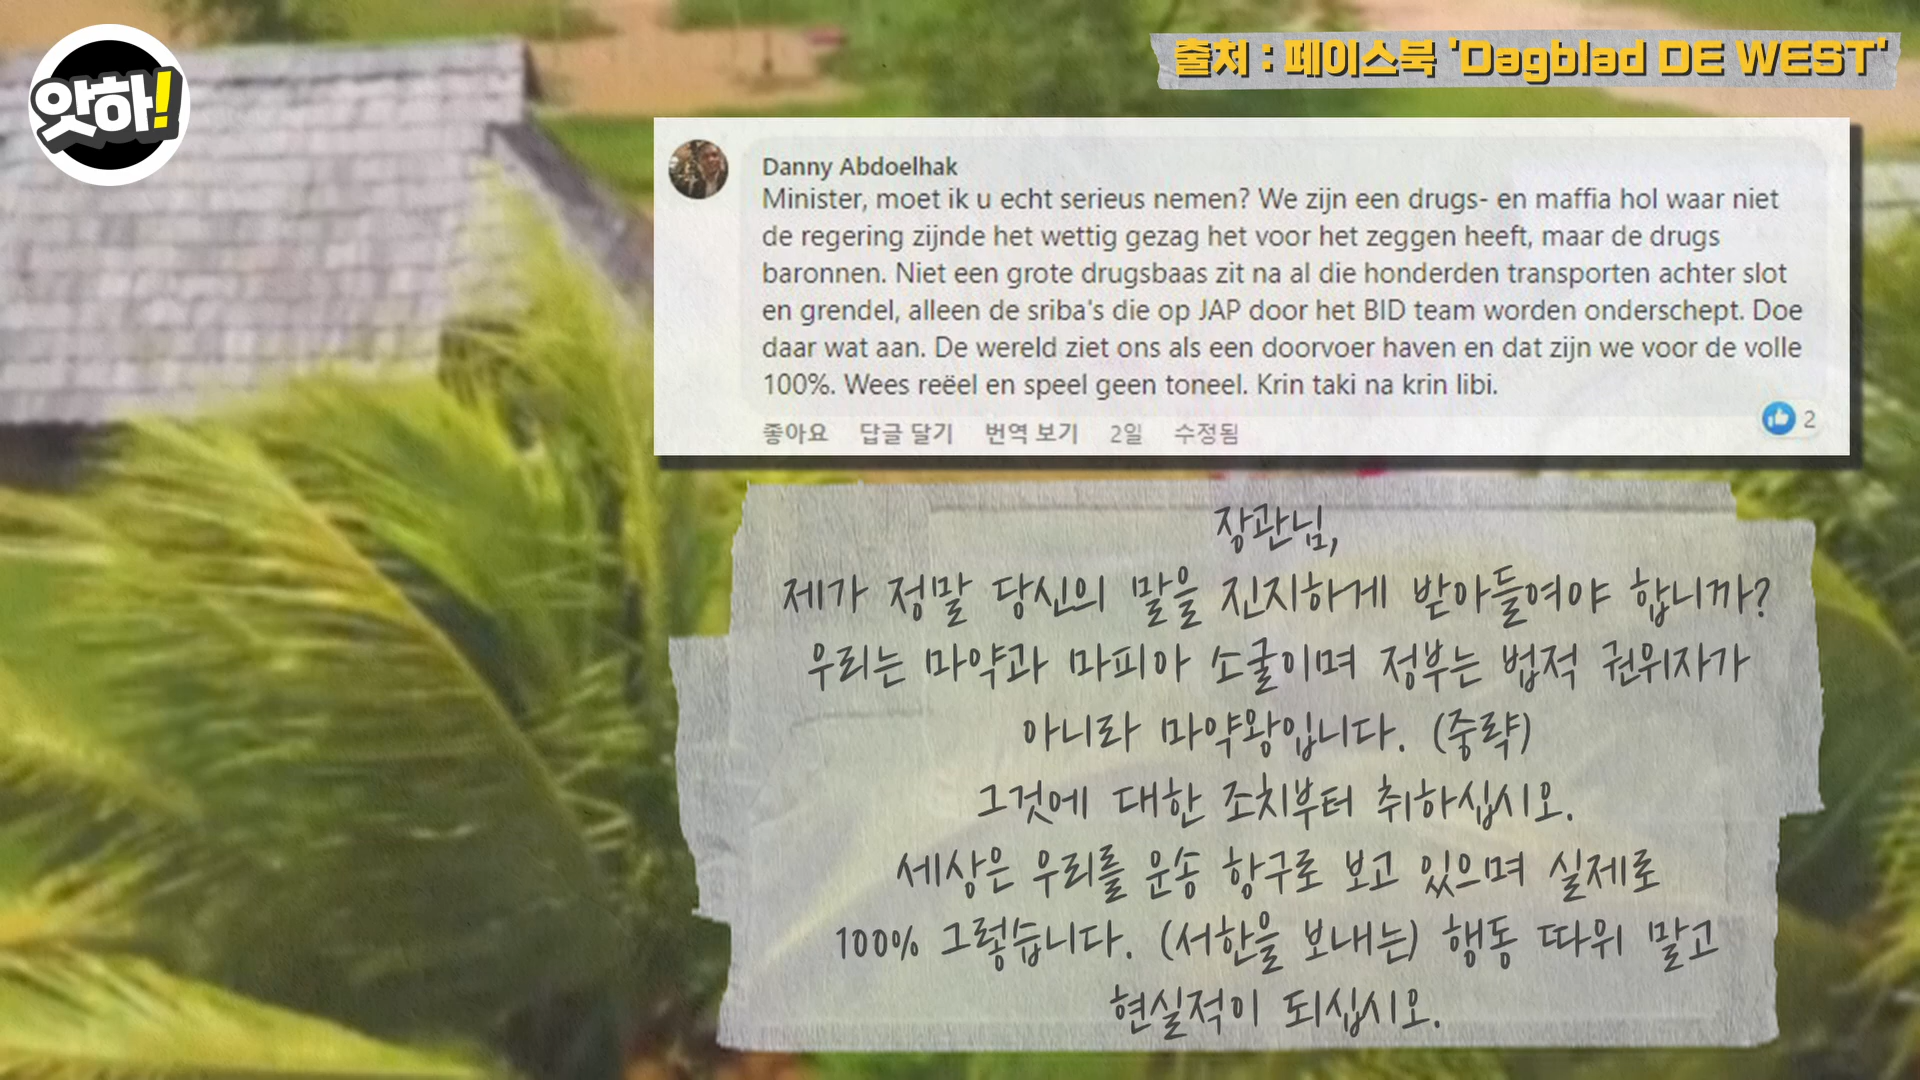 앗하!
출처 : 페이스북 'Dagblad DE WEST'
Danny Abdoelhak
Minister, moet ik u echt serieus nemen? We zijn een drugs- en maffia hol waar niet
de regering zijnde het wettig gezag het voor het zeggen heeft, maar de drugs
baronnen. Niet een grote drugsbaas zit na al die honderden transporten achter slot
en grendel, alleen de sriba's die op JAP door het BID team worden onderschept. Doe
daar wat aan. De wereld ziet ons als een doorvoer haven en dat zijn we voor de volle
100%. Wees reëel en speel geen toneel. Krin taki na krin libi.
좋아요 답글 달기 번역 보기 2일 수정됨
2
장관님,
제가 정말 당신의 말을 진지하게 받아들여야 합니까?
우리는 마약과 마피아 소굴이며 정부는 법적 권위자가
아니라 마약왕입니다. (중략)
그것에 대한 조치부터 취하십시오.
세상은 우리를 운송 항구로 보고 있으며 실제로
100% 그렇습니다. (서한을 보내는) 행동 따위 말고
현실적이 되십시오.